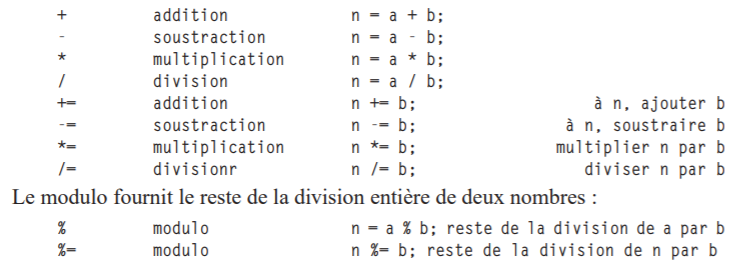 + addition n = a + b;
- soustraction n = a - b;
* multiplication n = a * b;
/ division n = a / b;
+= addition n += b; à n, ajouter b
-= soustraction n -= b; à n, soustraire b
*= multiplication n *= b; multiplier n par b
/= divisionr n /= b; diviser n par b
Le modulo fournit le reste de la division entière de deux nombres :
% modulo n = a % b; reste de la division de a par b
%= modulo n %= b; reste de la division de n par b